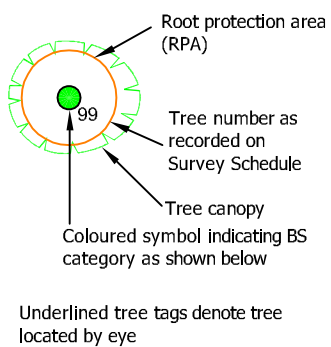 Root protection area
(RPA)
99
Tree number as
recorded on
Survey Schedule
Tree canopy
Coloured symbol indicating BS
category as shown below
Underlined tree tags denote tree
located by eye